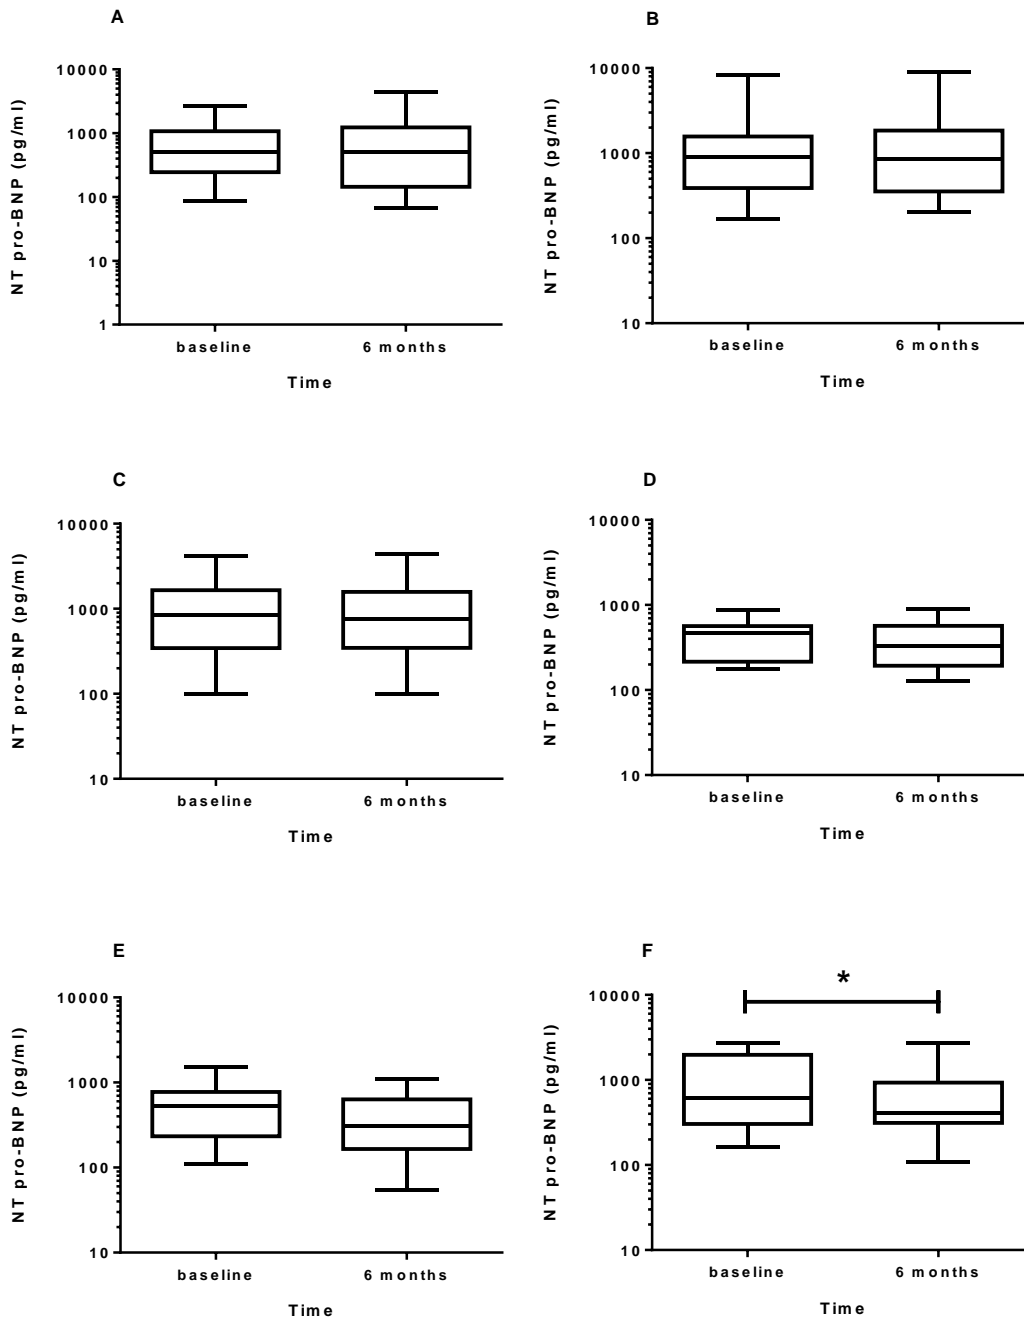 A
NT pro-BNP (pg/ml)
10000
1000
100
10
1
baseline
6 months
Time
B
NT pro-BNP (pg/ml)
10000
1000
100
10
baseline
6 months
Time
C
NT pro-BNP (pg/ml)
10000
1000
100
10
baseline
6 months
Time
D
NT pro-BNP (pg/ml)
10000
1000
100
10
baseline
6 months
Time
E
NT pro-BNP (pg/ml)
10000
1000
100
10
baseline
6 months
Time
F
*
NT pro-BNP (pg/ml)
10000
1000
100
10
baseline
6 months
Time